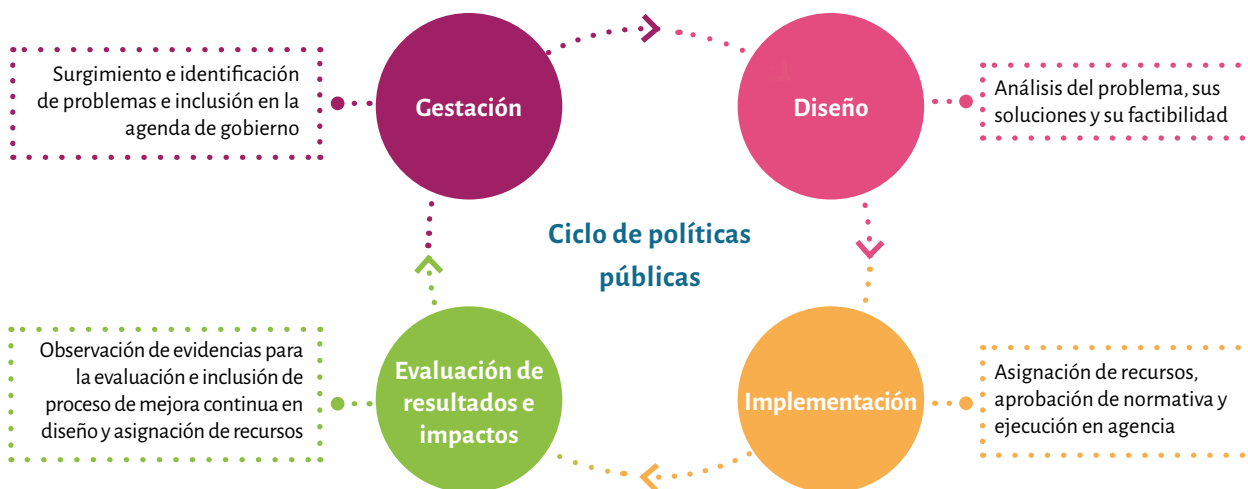 Surgimiento e identificación
de problemas e inclusión en la
agenda de gobierno
Gestación
Diseño
Análisis del problema, sus
soluciones y su factibilidad
Ciclo de políticas
públicas
Observación de evidencias para
la evaluación e inclusión de
proceso de mejora continua en
diseño y asignación de recursos
Evaluación de
resultados e
impactos
Implementación
Asignación de recursos,
aprobación de normativa y
ejecución en agencia